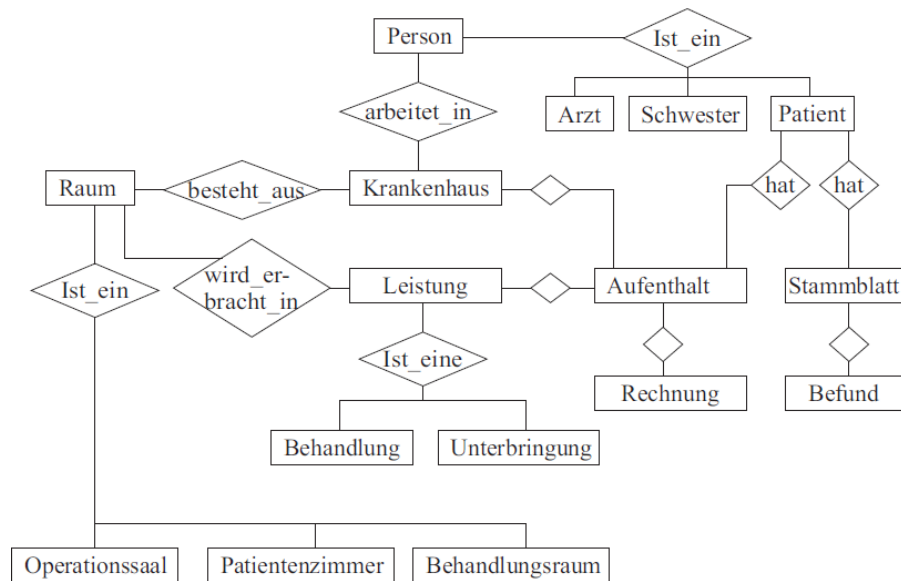 Person
Ist_ein
arbeitet_in
Arzt
Schwester
Patient
Raum
besteht_aus
Krankenhaus
hat
hat
Ist_ein
wird_er-
bracht_in
Leistung
Aufenthalt
Stammblatt
Ist_eine
Rechnung
Befund
Behandlung
Unterbringung
Operationssaal
Patientenzimmer
Behandlungsraum